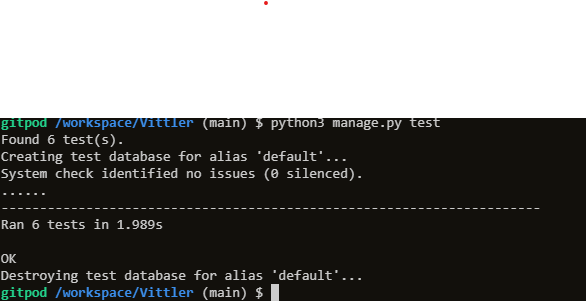 gitpod /workspace/Vittler (main) $ python3 manage.py test
Found 6 test(s).
Creating test database for alias 'default'...
System check identified no issues (0 silenced).
......
----------------------------------------------------------------------
Ran 6 tests in 1.989s
OK
Destroying test database for alias 'default'...
gitpod /workspace/Vittler (main) $